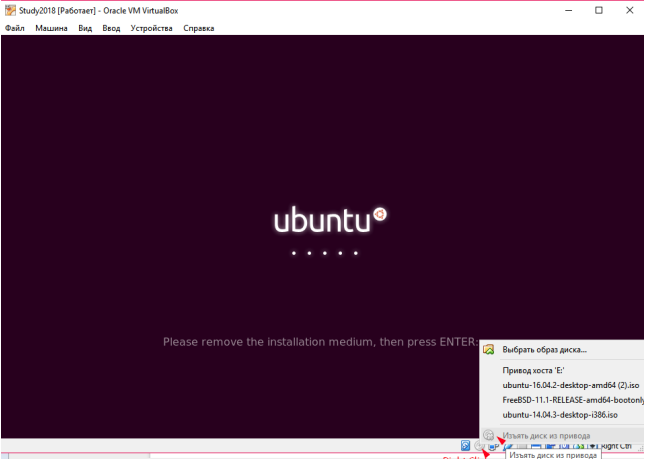 Study2018 [Работает] - Oracle VM VirtualBox
Файл Машина Вид Ввод Устройства Справка
ubuntu
Please remove the installation medium, then press ENTER:
Выбрать образ диска...
Привод хоста 'E:'
ubuntu-16.04.2-desktop-amd64 (2).iso
FreeBSD-11.1-RELEASE-amd64-bootonly
ubuntu-14.04.3-desktop-i386.iso
Изъять диск из привода
Right Ctrl
Изъять диск из привода